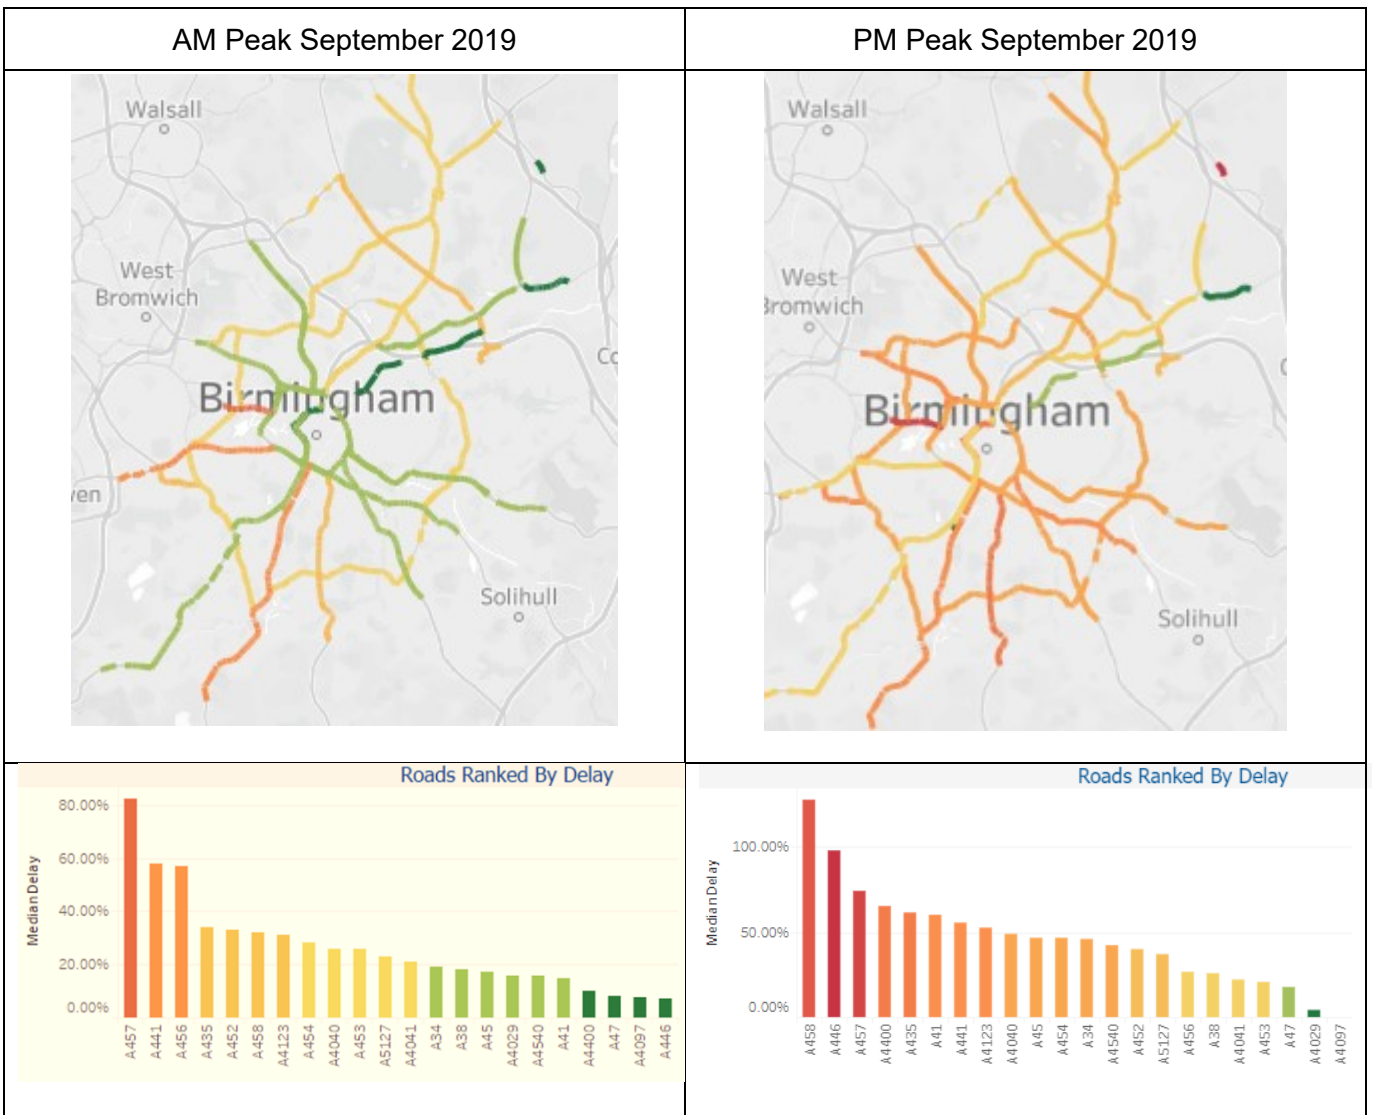 AM Peak September 2019
PM Peak September 2019
Walsall
West
Bromwich
Birmingham
ven
Solihull
Co
Walsall
West
Bromwich
Birmingham
Solihull
Roads Ranked By Delay
Median Delay
80.00%
60.00%
40.00%
20.00%
0.00%
A457
A441
A456
A435
A452
A458
A4123
A454
A4040
A453
A5127
A4041
A34
A38
A45
A4029
A4540
A41
A4400
A47
A4097
A446
Roads Ranked By Delay
Median Delay
100.00%
50.00%
0.00%
A458
A446
A457
A4400
A435
A41
A441
A4123
A4040
A45
A454
A34
A4540
A452
A5127
A456
A38
A4041
A453
A47
A4029
A4097